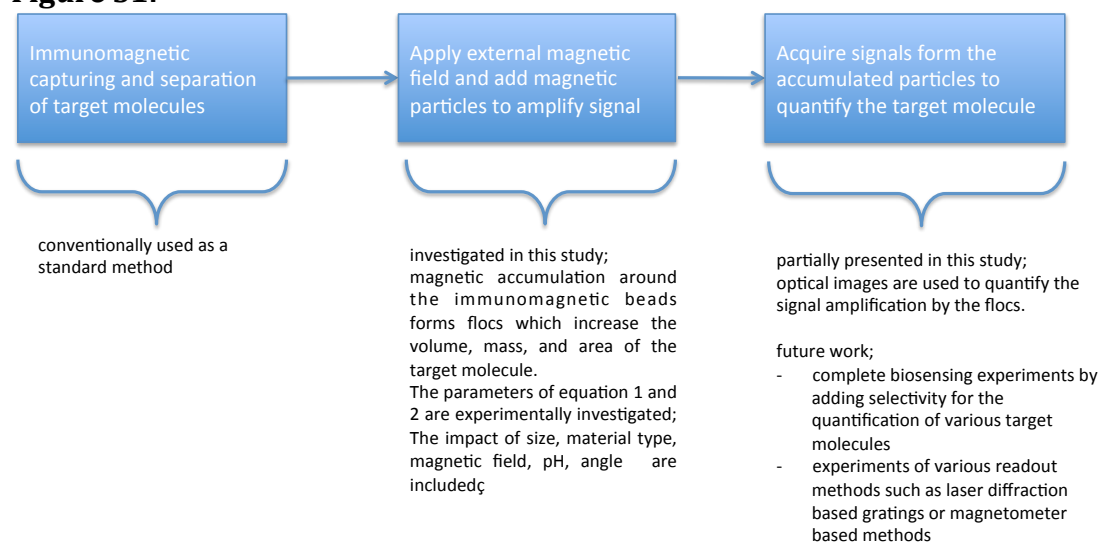 Figure S1.
Immunomagnetic
capturing and separation
of target molecules
Apply external magnetic
field and add magnetic
particles to amplify signal
Acquire signals form the
accumulated particles to
quantify the target molecule
conventionally used as a
standard method
investigated in this study;
magnetic accumulation around
the immunomagnetic beads
forms flocs which increase the
volume, mass, and area of the
target molecule.
The parameters of equation 1 and
2 are experimentally investigated;
The impact of size, material type,
magnetic field, pH, angle are
includedç
partially presented in this study;
optical images are used to quantify the
signal amplification by the flocs.
future work;
- complete biosensing experiments by
adding selectivity for the
quantification of various target
molecules
- experiments of various readout
methods such as laser diffraction
based gratings or magnetometer
based methods